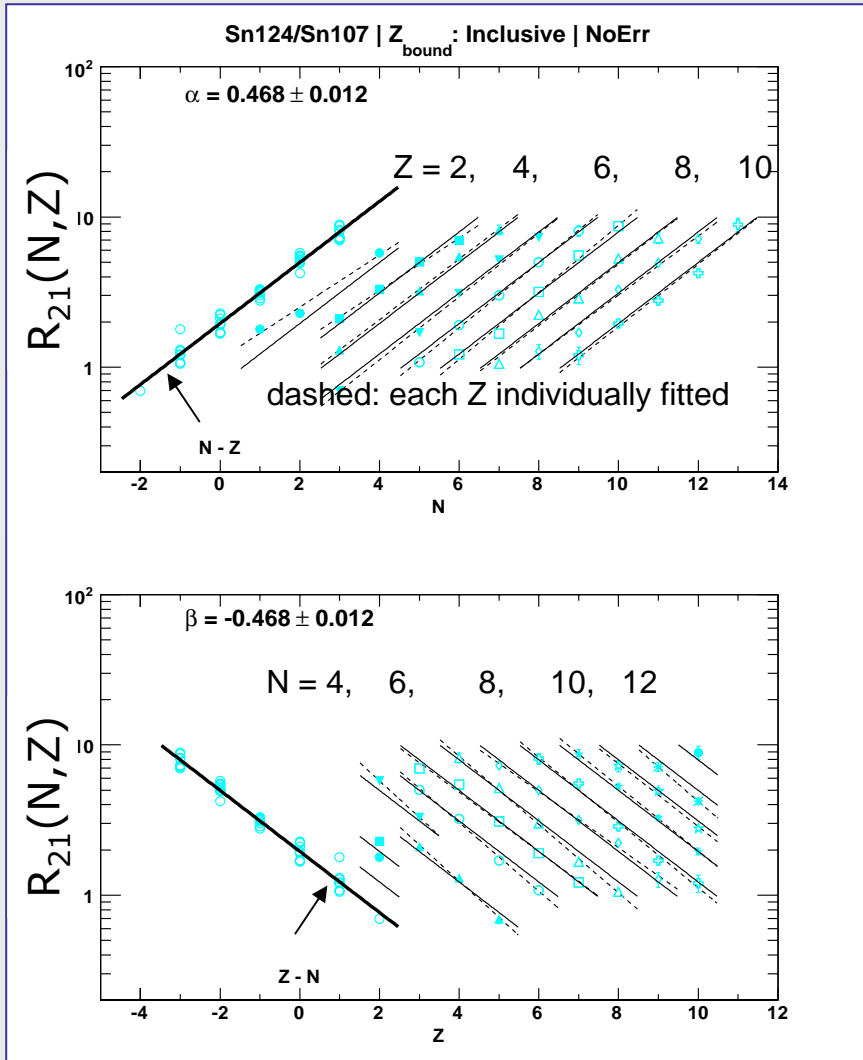 Sn124/Sn107 | Z_bound: Inclusive | NoErr
10^2
α = 0.468 ± 0.012
Z = 2, 4, 6, 8, 10
10
R_21(N,Z)
1
dashed: each Z individually fitted
N - Z
-2 0 2 4 6 8 10 12 14
N
10^2
β = -0.468 ± 0.012
N = 4, 6, 8, 10, 12
10
R_21(N,Z)
1
Z - N
-4 -2 0 2 4 6 8 10 12
Z